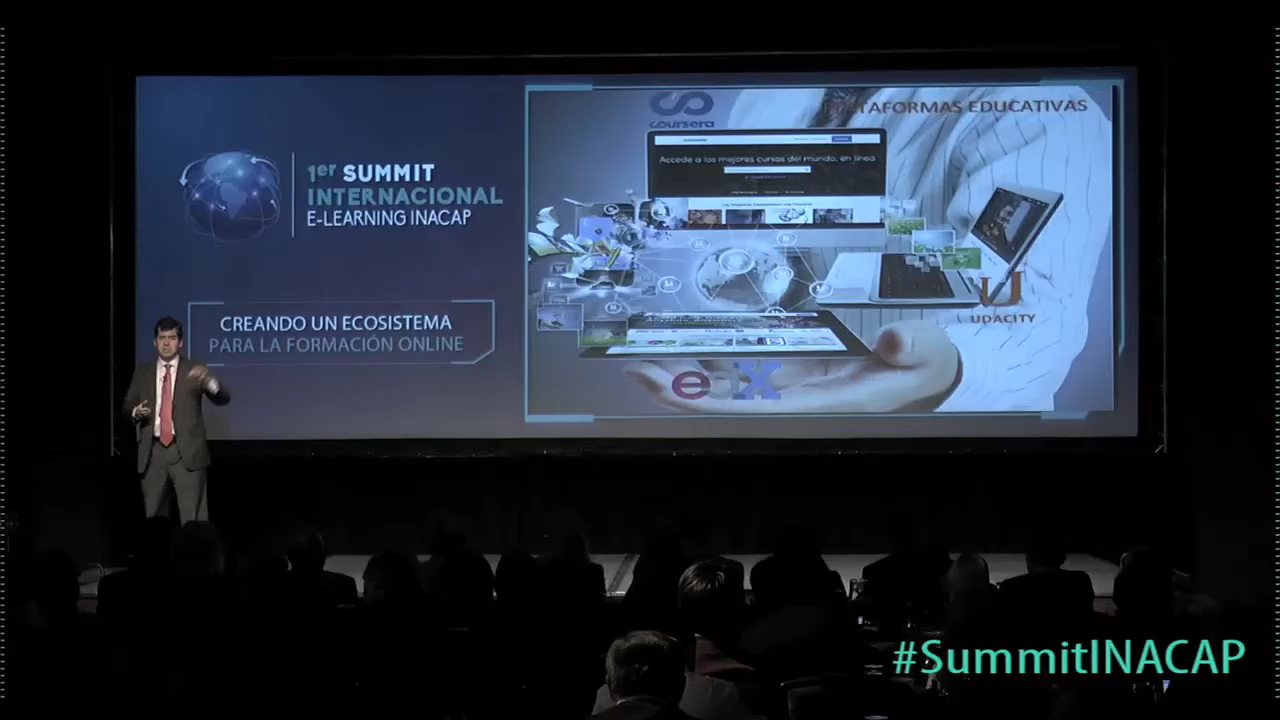 1er SUMMIT
INTERNACIONAL
E-LEARNING INACAP
CREANDO UN ECOSISTEMA
PARA LA FORMACIÓN ONLINE
coursera
PLATAFORMAS EDUCATIVAS
Accede a los mejores cursos del mundo, en línea
U
UDACITY
edX
#SummitINACAP